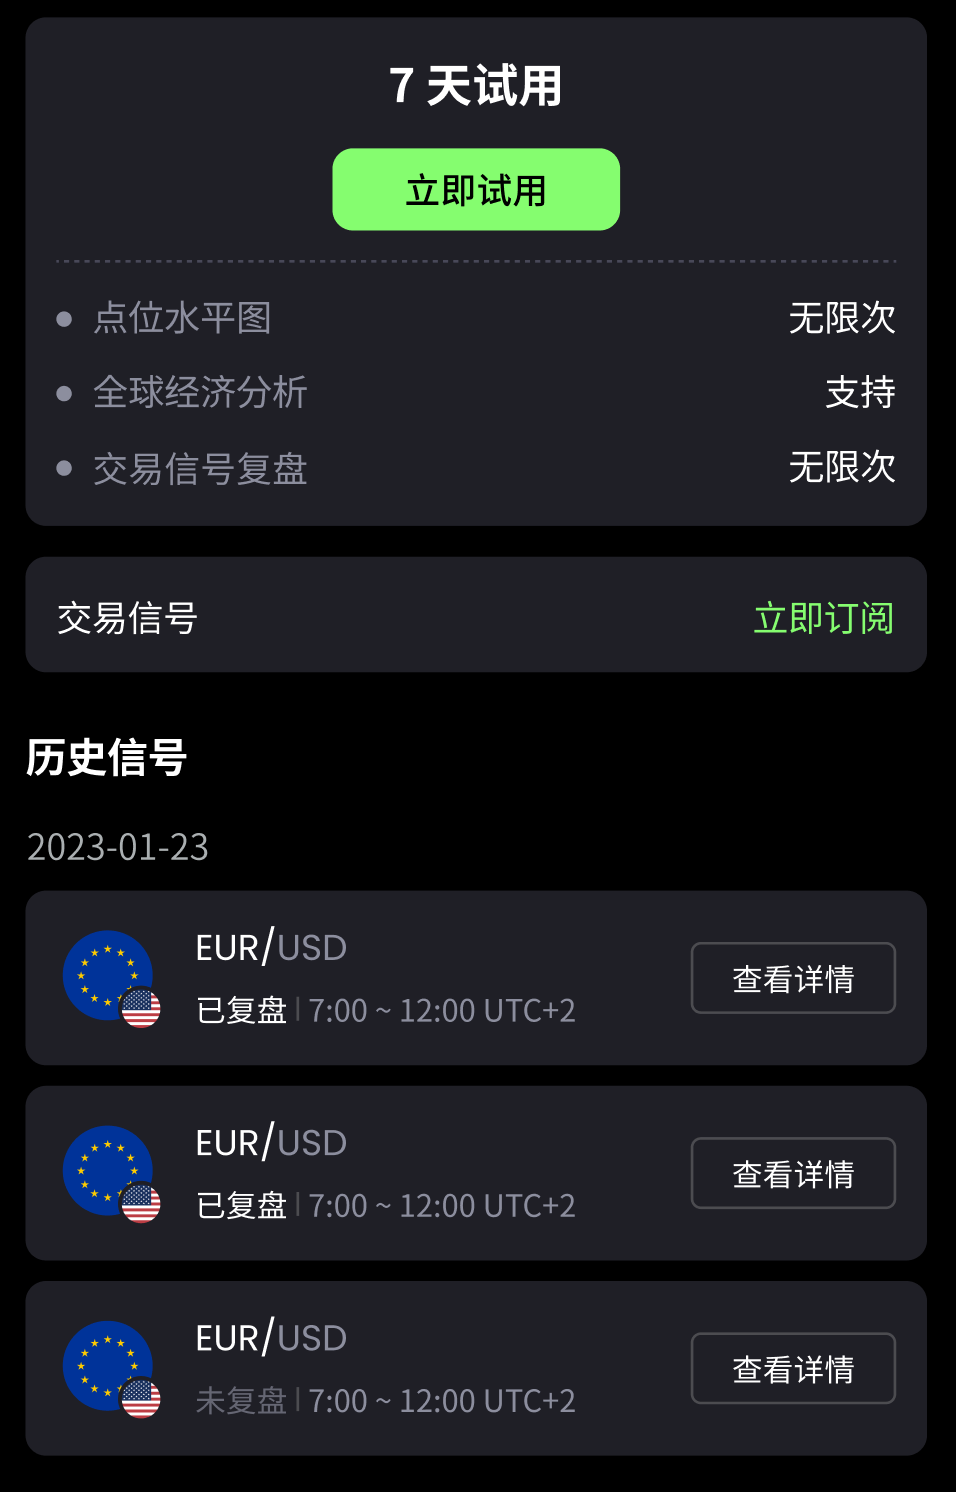 7 天试用
立即试用
点位水平图 无限次
全球经济分析 支持
交易信号复盘 无限次
交易信号 立即订阅
历史信号
2023-01-23
EUR/USD
已复盘 | 7:00 ~ 12:00 UTC+2 查看详情
EUR/USD
已复盘 | 7:00 ~ 12:00 UTC+2 查看详情
EUR/USD
未复盘 | 7:00 ~ 12:00 UTC+2 查看详情